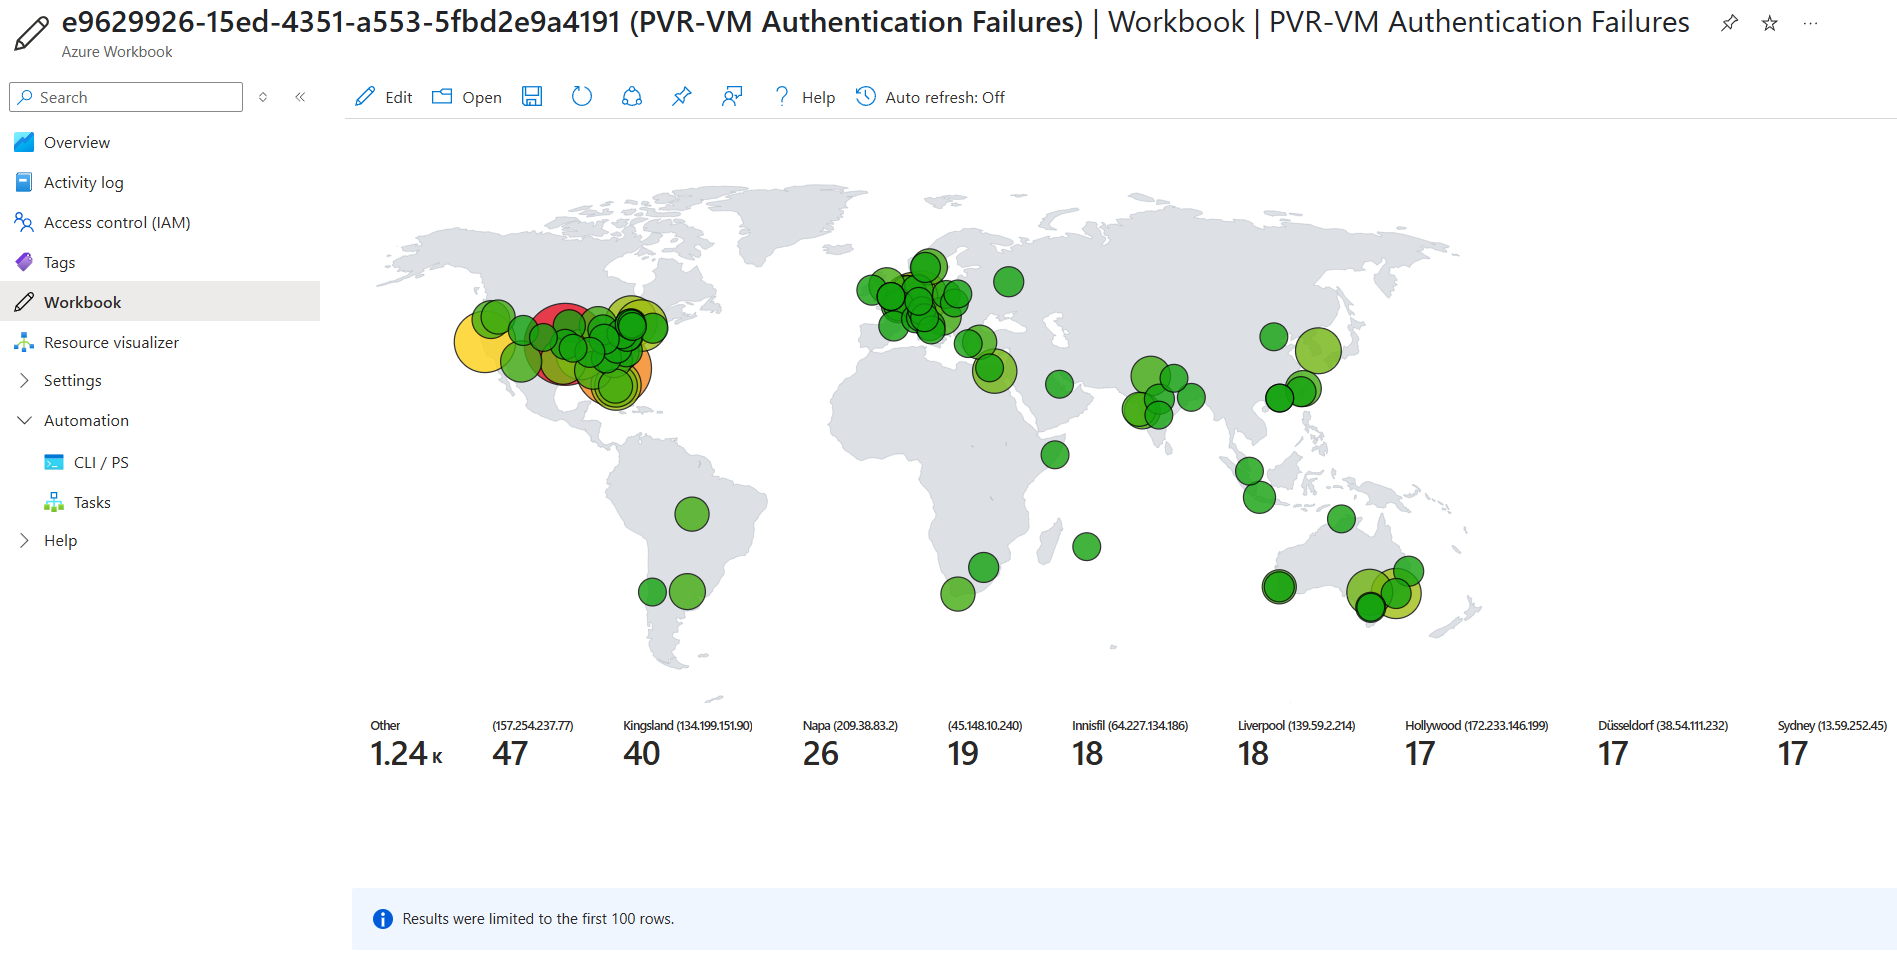 e9629926-15ed-4351-a553-5fbd2e9a4191 (PVR-VM Authentication Failures) | Workbook | PVR-VM Authentication Failures
Azure Workbook
Search
Edit
Open
Help
Auto refresh: Off
Overview
Activity log
Access control (IAM)
Tags
Workbook
Resource visualizer
Settings
Automation
CLI / PS
Tasks
Help
Other
1.24 K
(157.254.237.77)
47
Kingsland (134.199.151.90)
40
Napa (209.38.83.2)
26
(45.148.10.240)
19
Innisfil (64.227.134.186)
18
Liverpool (139.59.2.214)
18
Hollywood (172.233.146.199)
17
Düsseldorf (38.54.111.232)
17
Sydney (13.59.252.45)
17
Results were limited to the first 100 rows.